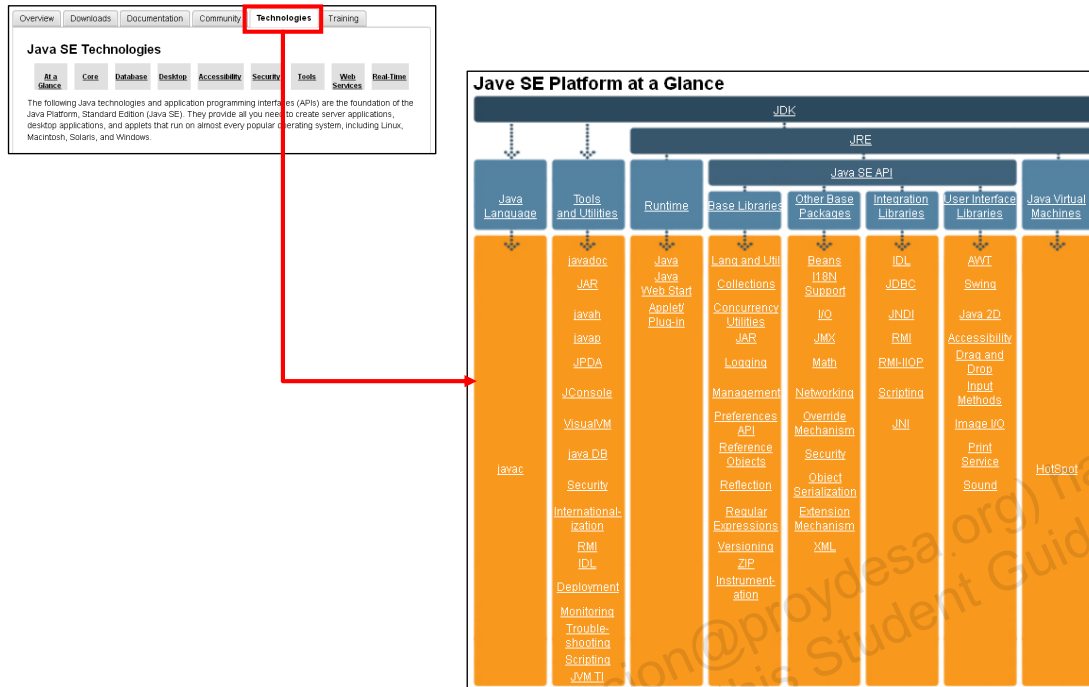 Overview Downloads Documentation Community Technologies Training
Java SE Technologies
At a Glance Core Database Desktop Accessibility Security Tools Web Services Real-Time
The following Java technologies and application programming interfaces (APIs) are the foundation of the
Java Platform, Standard Edition (Java SE). They provide all you need to create server applications,
desktop applications, and applets that run on almost every popular operating system, including Linux,
Macintosh, Solaris, and Windows.
Jave SE Platform at a Glance
JDK
JRE
Java SE API
Java
Language
Tools
and Utilities
Runtime
Base Libraries
Other Base
Packages
Integration
Libraries
User Interface
Libraries
Java Virtual
Machines
javac
javadoc
JAR
javah
javap
JPDA
JConsole
VisualVM
java DB
Security
International-
ization
RMI
IDL
Deployment
Monitoring
Trouble-
shooting
Scripting
JVM TI
Java
Java
Web Start
Applet/
Plug-in
Lang and Util
Collections
Concurrency
Utilities
JAR
Logging
Management
Preferences
API
Reference
Objects
Reflection
Regular
Expressions
Versioning
ZIP
Instrument-
ation
Beans
I18N
Support
I/O
JMX
Math
Networking
Override
Mechanism
Security
Object
Serialization
Extension
Mechanism
XML
IDL
JDBC
JNDI
RMI
RMI-IIOP
Scripting
JNI
AWT
Swing
Java 2D
Accessibility
Drag and
Drop
Input
Methods
Image I/O
Print
Service
Sound
HotSpot
sion@proydesa.org) ha
his Student Guid